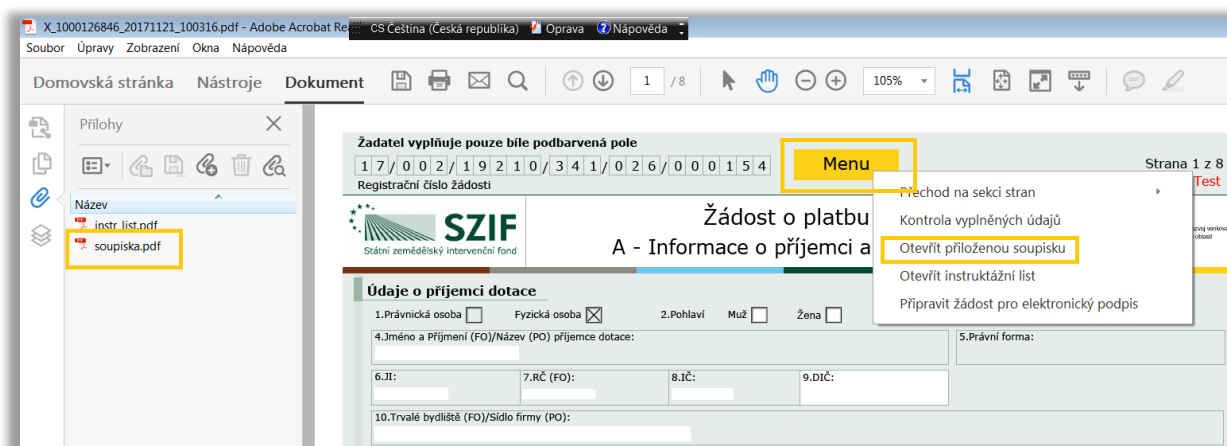 X_1000126846_20171121_100316.pdf - Adobe Acrobat Re
CS Čeština (Česká republika) Oprava Nápověda
Soubor Úpravy Zobrazení Okna Nápověda
Domovská stránka Nástroje Dokument 1 / 8 105%
Přílohy
Název
instr_list.pdf
soupiska.pdf
Žadatel vyplňuje pouze bíle podbarvená pole
17/002/19210/341/026/000154
Registrační číslo žádosti
Menu
Strana 1 z 8
Test
Přechod na sekci stran
Kontrola vyplněných údajů
Otevřít přiloženou soupisku
Otevřít instruktážní list
Připravit žádost pro elektronický podpis
SZIF
Státní zemědělský intervenční fond
Žádost o platbu
A - Informace o příjemci a
Údaje o příjemci dotace
1.Právnická osoba Fyzická osoba 2.Pohlaví Muž Žena
4.Jméno a Příjmení (FO)/Název (PO) příjemce dotace: 5.Právní forma:
6.JI: 7.RČ (FO): 8.IČ: 9.DIČ:
10.Trvalé bydliště (FO)/Sídlo firmy (PO):